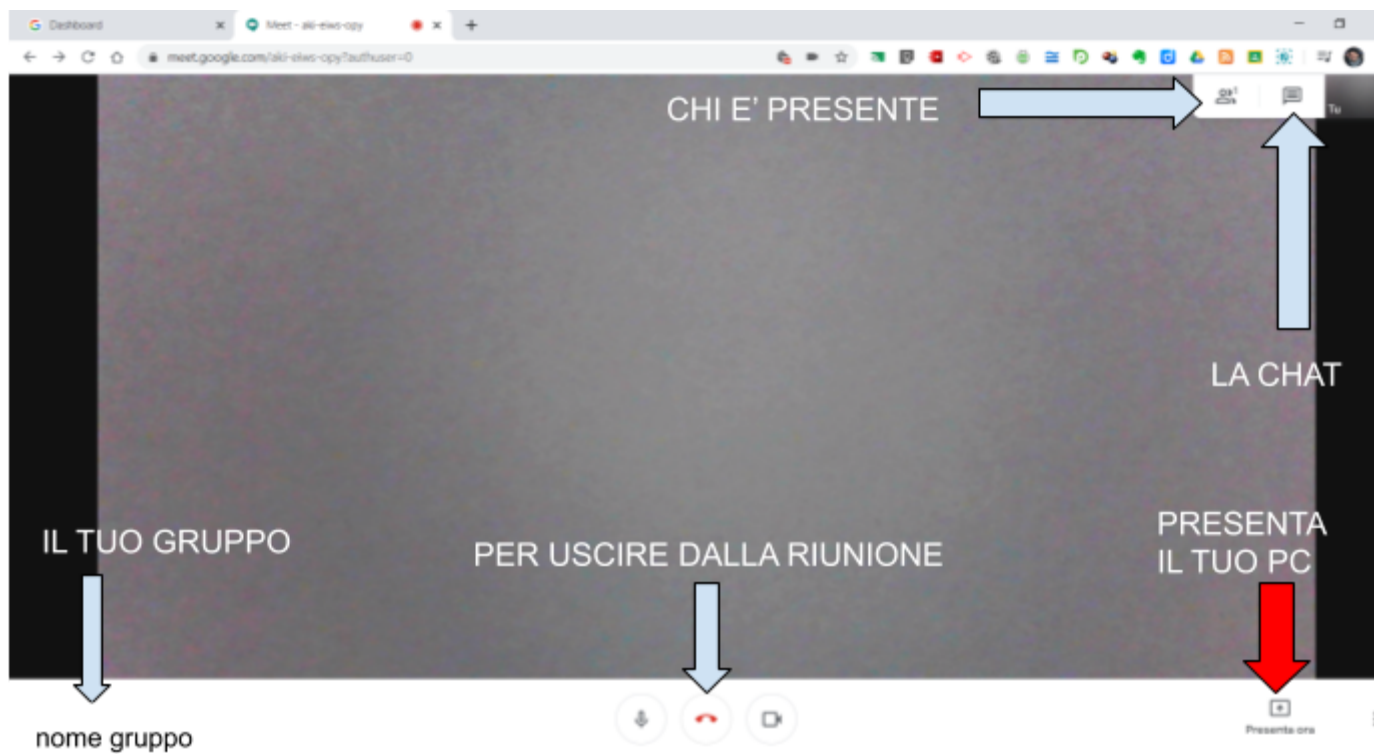 Dashboard
Meet - aki-eiws-opy
meet.google.com/aki-eiws-opy?authuser=0
CHI E' PRESENTE
Tu
LA CHAT
IL TUO GRUPPO
PER USCIRE DALLA RIUNIONE
PRESENTA
IL TUO PC
nome gruppo
Presenta ora